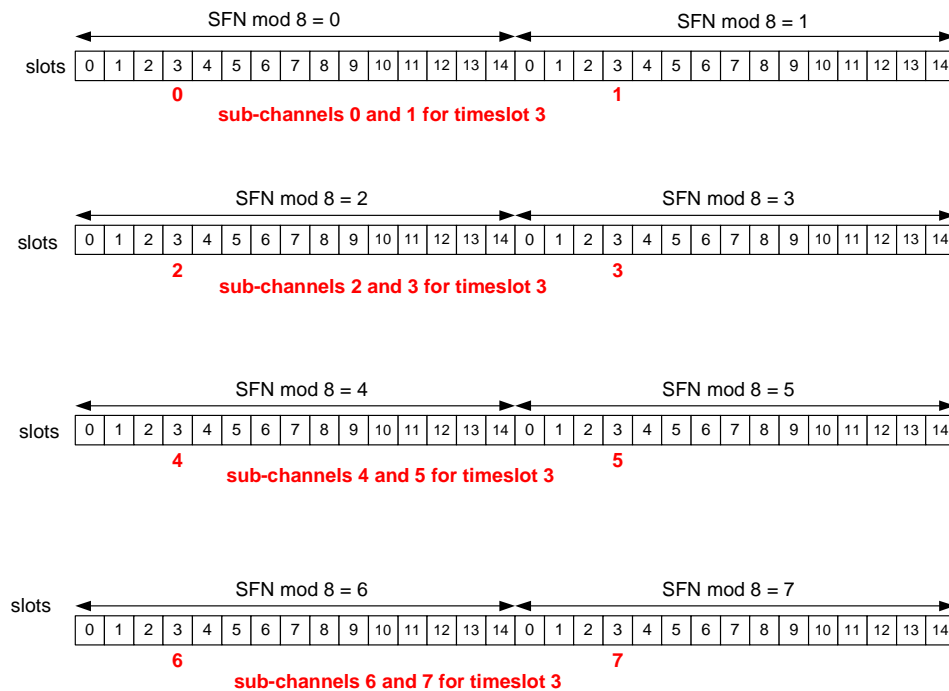 SFN mod 8 = 0 SFN mod 8 = 1
slots 0 1 2 3 4 5 6 7 8 9 10 11 12 13 14 0 1 2 3 4 5 6 7 8 9 10 11 12 13 14
0 1
sub-channels 0 and 1 for timeslot 3
SFN mod 8 = 2 SFN mod 8 = 3
slots 0 1 2 3 4 5 6 7 8 9 10 11 12 13 14 0 1 2 3 4 5 6 7 8 9 10 11 12 13 14
2 3
sub-channels 2 and 3 for timeslot 3
SFN mod 8 = 4 SFN mod 8 = 5
slots 0 1 2 3 4 5 6 7 8 9 10 11 12 13 14 0 1 2 3 4 5 6 7 8 9 10 11 12 13 14
4 5
sub-channels 4 and 5 for timeslot 3
SFN mod 8 = 6 SFN mod 8 = 7
slots 0 1 2 3 4 5 6 7 8 9 10 11 12 13 14 0 1 2 3 4 5 6 7 8 9 10 11 12 13 14
6 7
sub-channels 6 and 7 for timeslot 3